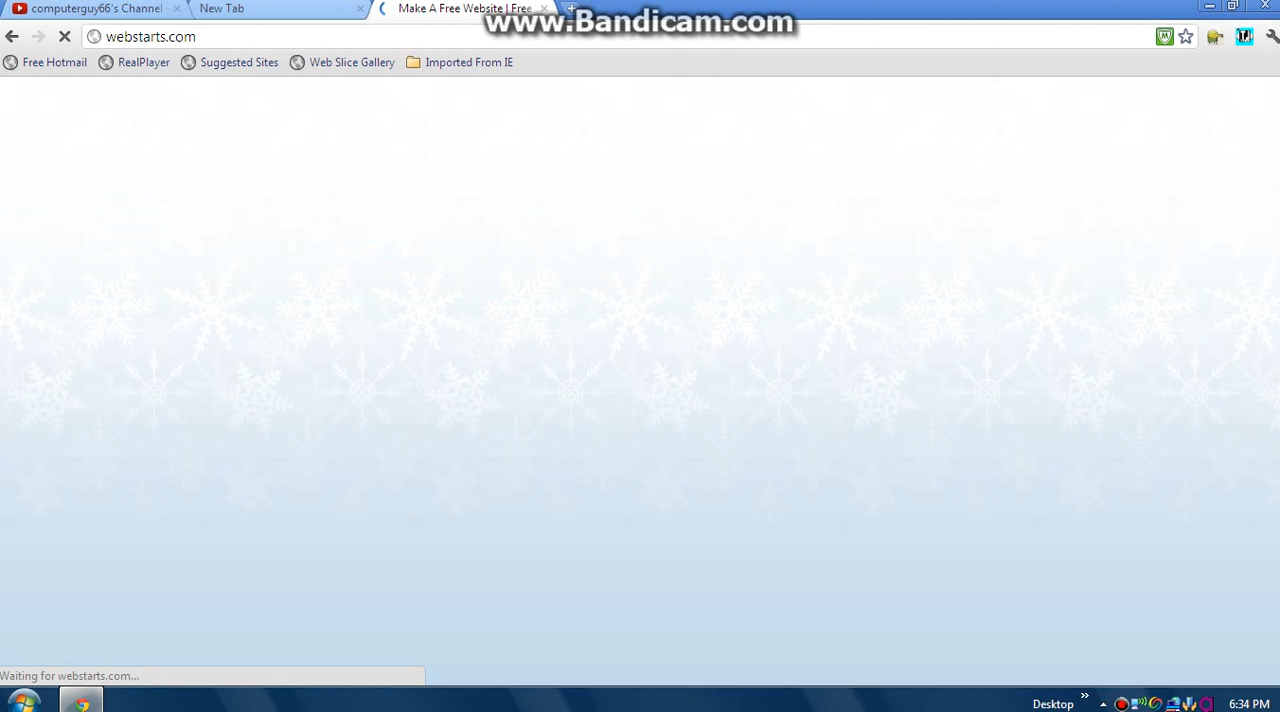 computerguy66's Channel
New Tab
Make A Free Website | Free
www.Bandicam.com
webstarts.com
Free Hotmail
RealPlayer
Suggested Sites
Web Slice Gallery
Imported From IE
Waiting for webstarts.com...
Desktop
6:34 PM